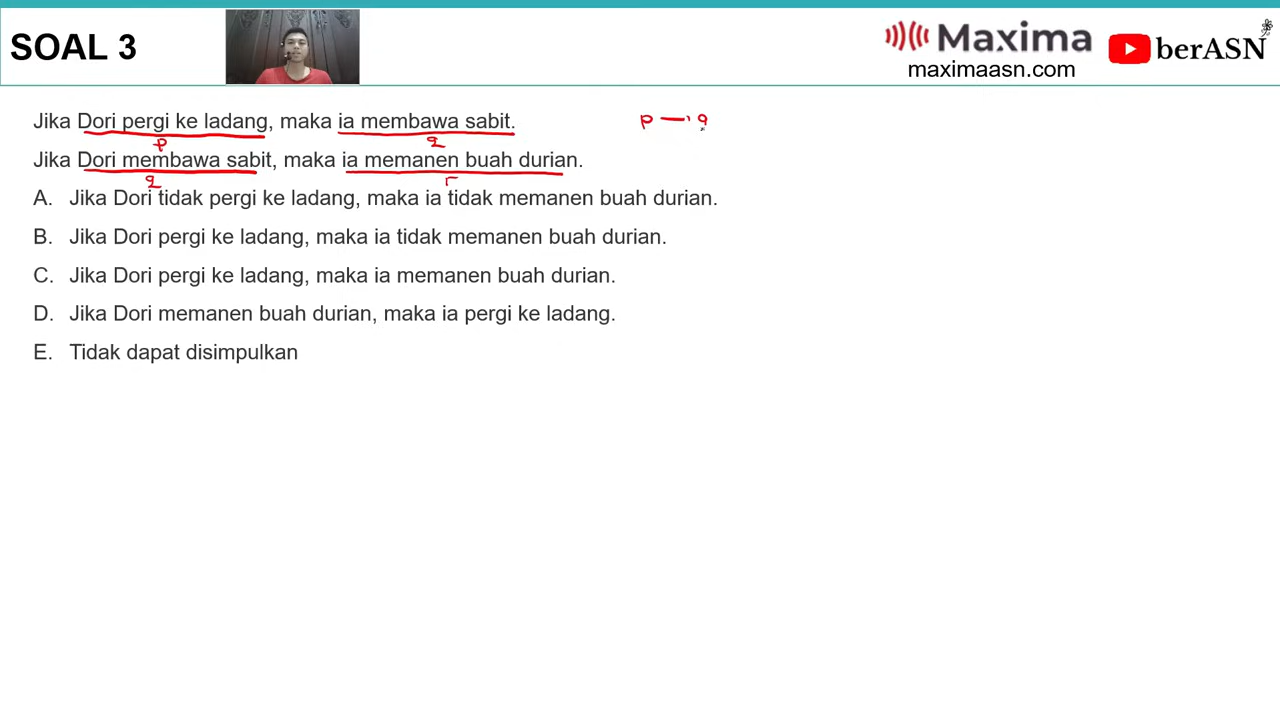 SOAL 3
Maxima
maximaasn.com
berASN
Jika Dori pergi ke ladang, maka ia membawa sabit.
p → q
p q
Jika Dori membawa sabit, maka ia memanen buah durian.
q r
A. Jika Dori tidak pergi ke ladang, maka ia tidak memanen buah durian.
B. Jika Dori pergi ke ladang, maka ia tidak memanen buah durian.
C. Jika Dori pergi ke ladang, maka ia memanen buah durian.
D. Jika Dori memanen buah durian, maka ia pergi ke ladang.
E. Tidak dapat disimpulkan